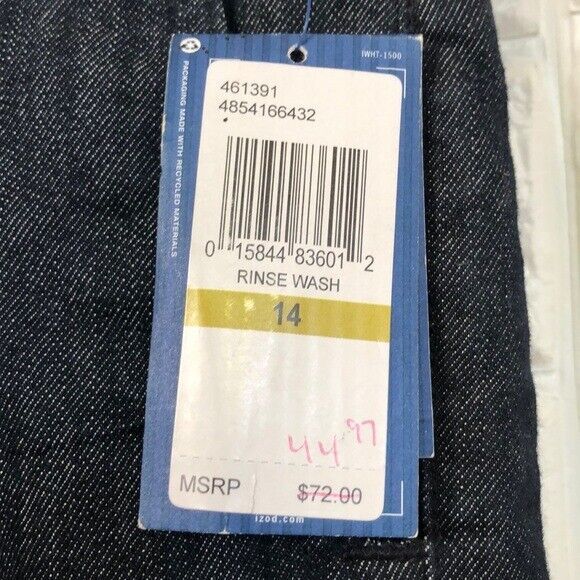 IWHT-1500
PACKAGING MADE WITH RECYCLED MATERIALS
461391
4854166432
0 15844 83601 2
RINSE WASH
14
44 97
MSRP $72.00
izod.com